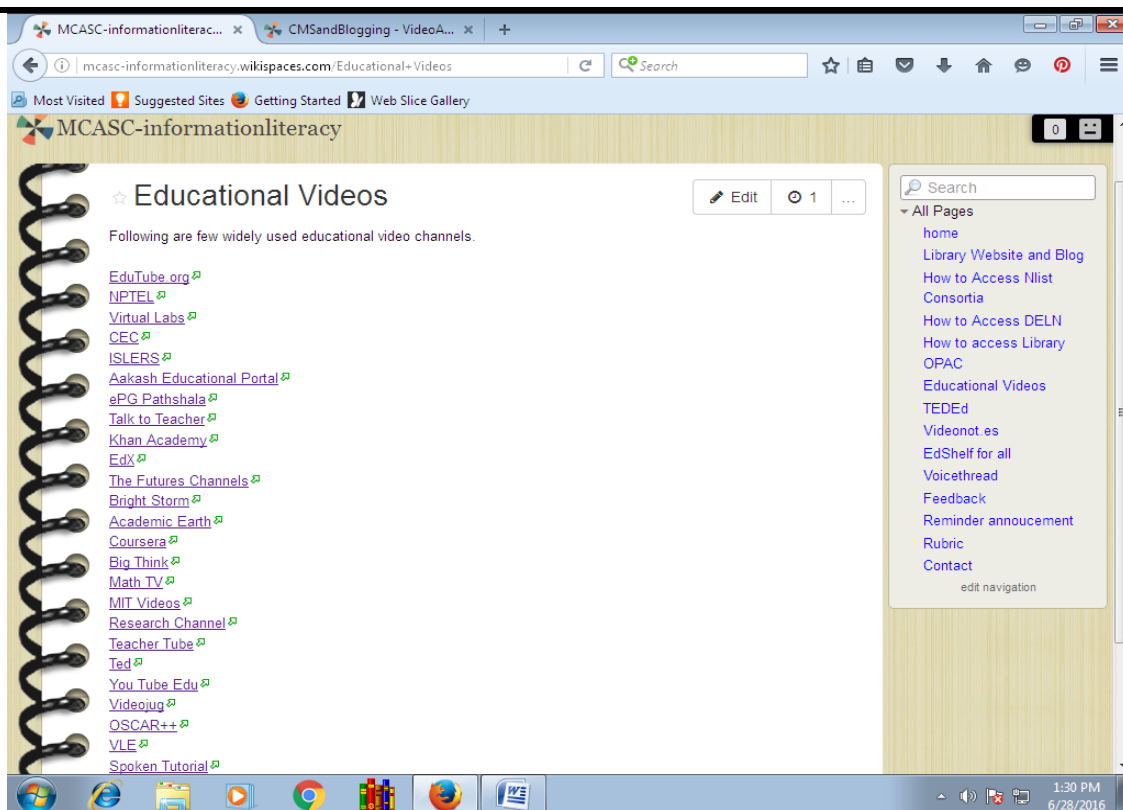 MCASC-informationliterac...
CMSandBlogging - VideoA...
mcasc-informationliteracy.wikispaces.com/Educational+Videos
Search
Most Visited Suggested Sites Getting Started Web Slice Gallery
MCASC-informationliteracy
0
Educational Videos
Edit 1 ...
Following are few widely used educational video channels.
EduTube.org
NPTEL
Virtual Labs
CEC
ISLERS
Aakash Educational Portal
ePG Pathshala
Talk to Teacher
Khan Academy
EdX
The Futures Channels
Bright Storm
Academic Earth
Coursera
Big Think
Math TV
MIT Videos
Research Channel
Teacher Tube
Ted
You Tube Edu
Videojug
OSCAR++
VLE
Spoken Tutorial
Search
All Pages
home
Library Website and Blog
How to Access Nlist
Consortia
How to Access DELN
How to access Library
OPAC
Educational Videos
TEDEd
Videonot.es
EdShelf for all
Voicethread
Feedback
Reminder annoucement
Rubric
Contact
edit navigation
1:30 PM
6/28/2016